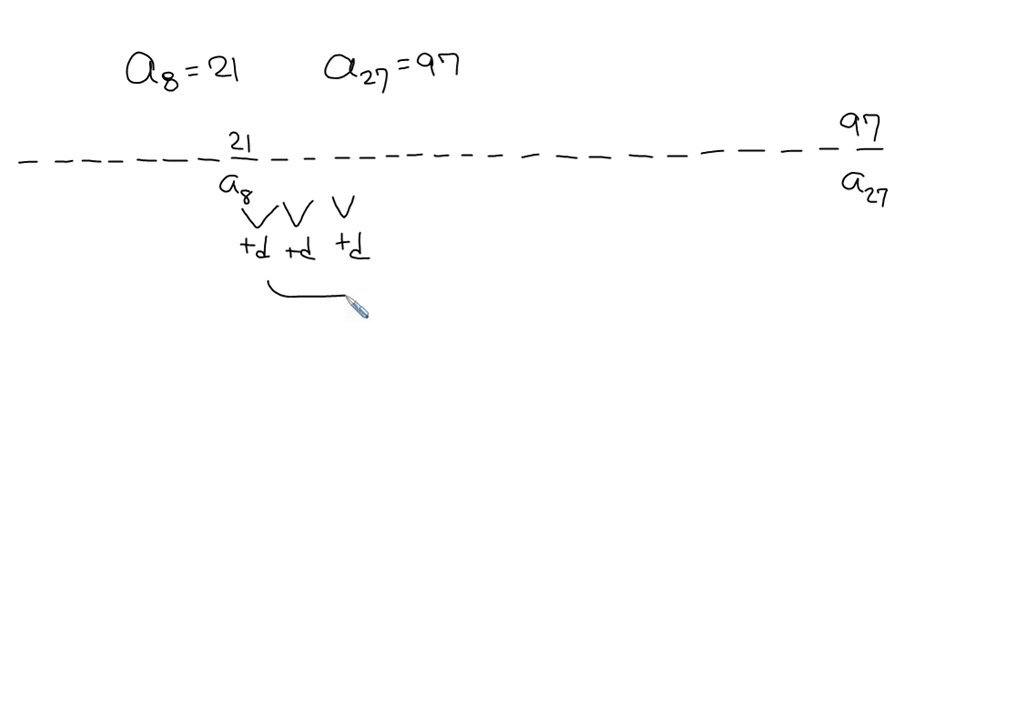 a₈ = 21 a₂₇ = 97
21 97
a₈ a₂₇
+d +d +d